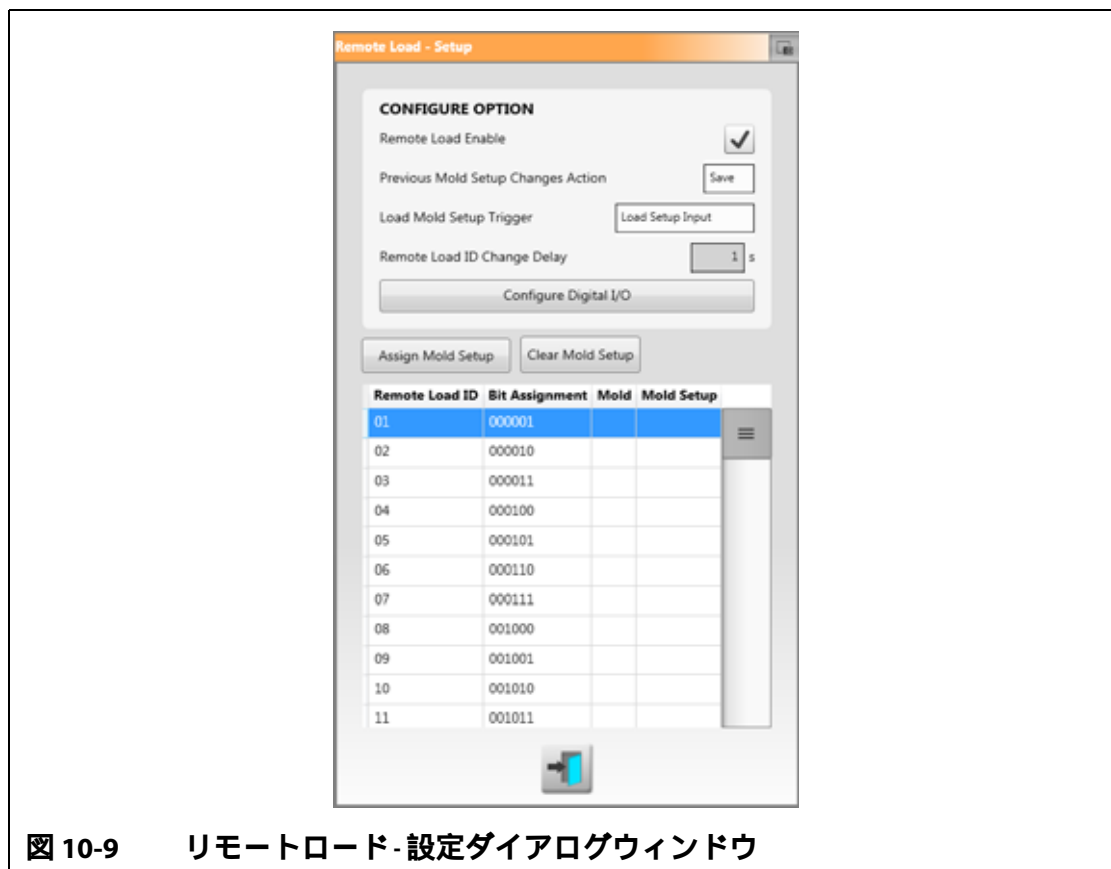 Remote Load - Setup
CONFIGURE OPTION
Remote Load Enable
Previous Mold Setup Changes Action Save
Load Mold Setup Trigger Load Setup Input
Remote Load ID Change Delay 1 s
Configure Digital I/O
Assign Mold Setup Clear Mold Setup
Remote Load ID Bit Assignment Mold Mold Setup
01 000001
02 000010
03 000011
04 000100
05 000101
06 000110
07 000111
08 001000
09 001001
10 001010
11 001011
図 10-9 リモートロード - 設定ダイアログウィンドウ